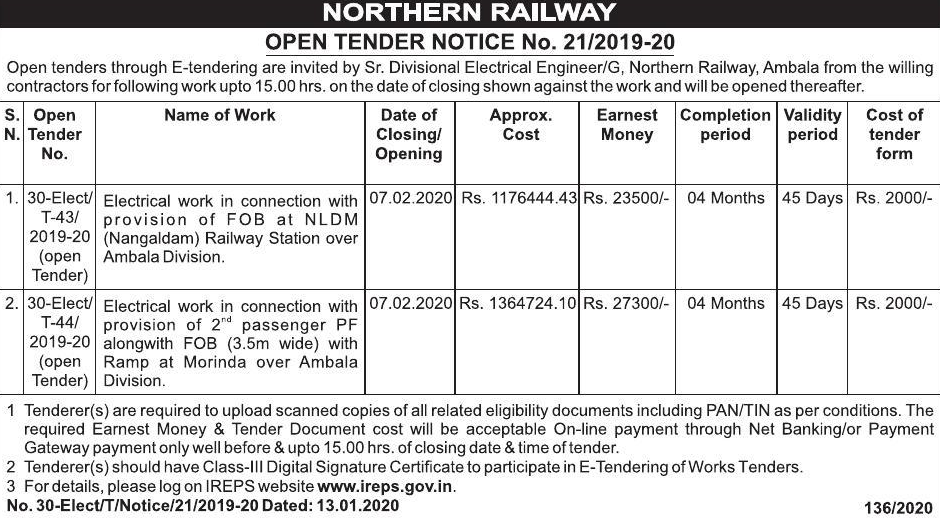 NORTHERN RAILWAY
OPEN TENDER NOTICE No. 21/2019-20
Open tenders through E-tendering are invited by Sr. Divisional Electrical Engineer/G, Northern Railway, Ambala from the willing
contractors for following work upto 15.00 hrs. on the date of closing shown against the work and will be opened thereafter.
S. Open Name of Work Date of Approx. Earnest Completion Validity Cost of
N. Tender Closing/ Cost Money period period tender
No. Opening form
1. 30-Elect/ Electrical work in connection with 07.02.2020 Rs. 1176444.43 Rs. 23500/- 04 Months 45 Days Rs. 2000/-
T-43/ provision of FOB at NLDM
2019-20 (Nangaldam) Railway Station over
(open Ambala Division.
Tender)
2. 30-Elect/ Electrical work in connection with 07.02.2020 Rs. 1364724.10 Rs. 27300/- 04 Months 45 Days Rs. 2000/-
T-44/ provision of 2nd passenger PF
2019-20 alongwith FOB (3.5m wide) with
(open Ramp at Morinda over Ambala
Tender) Division.
1 Tenderer(s) are required to upload scanned copies of all related eligibility documents including PAN/TIN as per conditions. The
required Earnest Money & Tender Document cost will be acceptable On-line payment through Net Banking/or Payment
Gateway payment only well before & upto 15.00 hrs. of closing date & time of tender.
2 Tenderer(s) should have Class-III Digital Signature Certificate to participate in E-Tendering of Works Tenders.
3 For details, please log on IREPS website www.ireps.gov.in.
No. 30-Elect/T/Notice/21/2019-20 Dated: 13.01.2020 136/2020